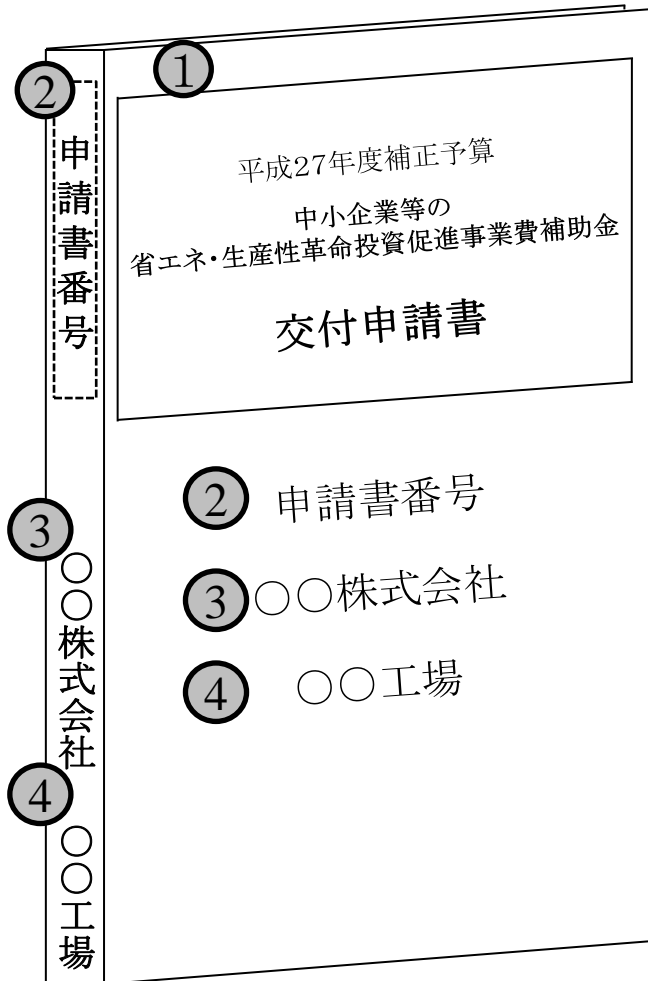 ①
平成27年度補正予算
中小企業等の
省エネ・生産性革命投資促進事業費補助金
交付申請書
② 申請書番号
③ ○○株式会社
④ ○○工場
② 申請書番号
③ ○○株式会社
④ ○○工場